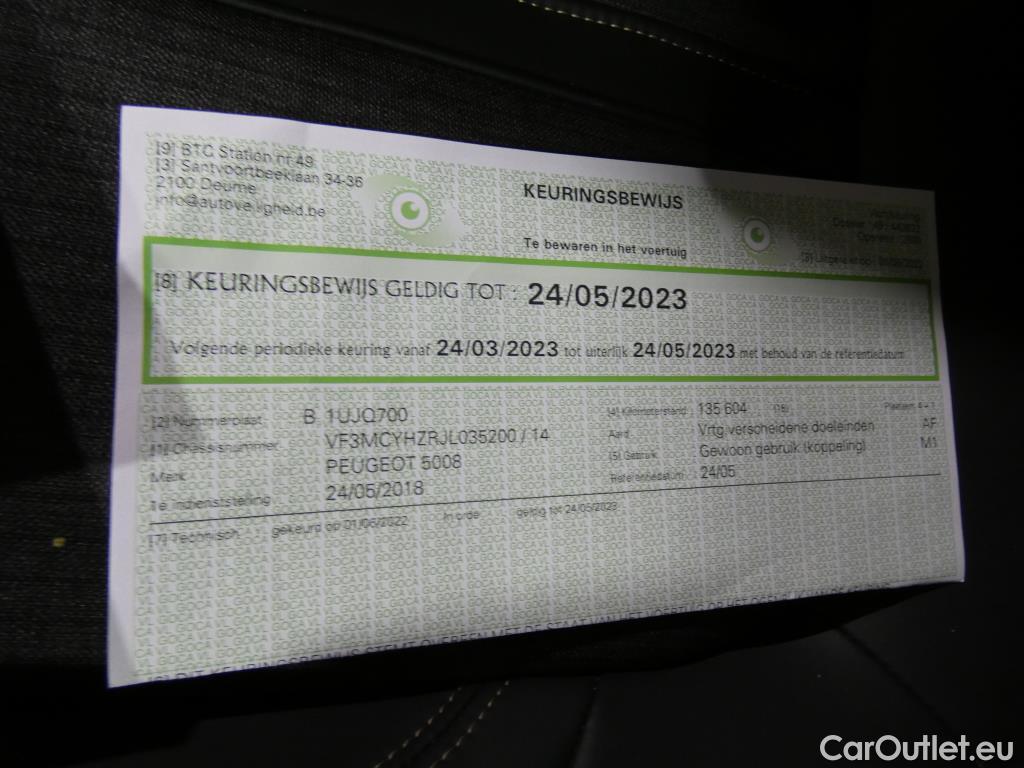 [9] BTC Station nr 49
[3] Santvoortbeeklaan 34-36
2100 Deurne
info@autoveiligheid.be
KEURINGSBEWIJS
Te bewaren in het voertuig
[8] KEURINGSBEWIJS GELDIG TOT : 24/05/2023
Volgende periodieke keuring vanaf 24/03/2023 tot uiterlijk 24/05/2023 met behoud van de referentiedatum
[2] Nummerplaat B 1UJQ700 [4] Kilometerstand 135 604
[1] Chassisnummer VF3MCYHZRJL035200 / 14 Aard Vrtg verscheidene doeleinden AF
Merk PEUGEOT 5008 [5] Gebruik Gewoon gebruik (koppeling) M1
1e indienststelling 24/05/2018 Referentiedatum 24/05
[7] Technisch gekeurd op 01/06/2022 In orde geldig tot 24/05/2023
CarOutlet.eu